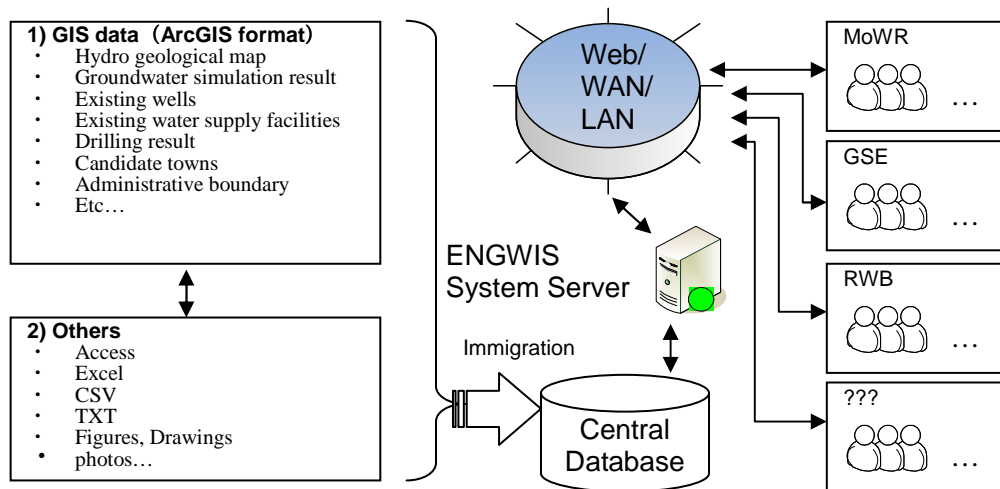 1) GIS data（ArcGIS format）
・ Hydro geological map
・ Groundwater simulation result
・ Existing wells
・ Existing water supply facilities
・ Drilling result
・ Candidate towns
・ Administrative boundary
・ Etc…
2) Others
・ Access
・ Excel
・ CSV
・ TXT
・ Figures, Drawings
• photos…
Immigration
Web/
WAN/
LAN
ENGWIS
System Server
Central
Database
MoWR
…
GSE
…
RWB
…
???
…